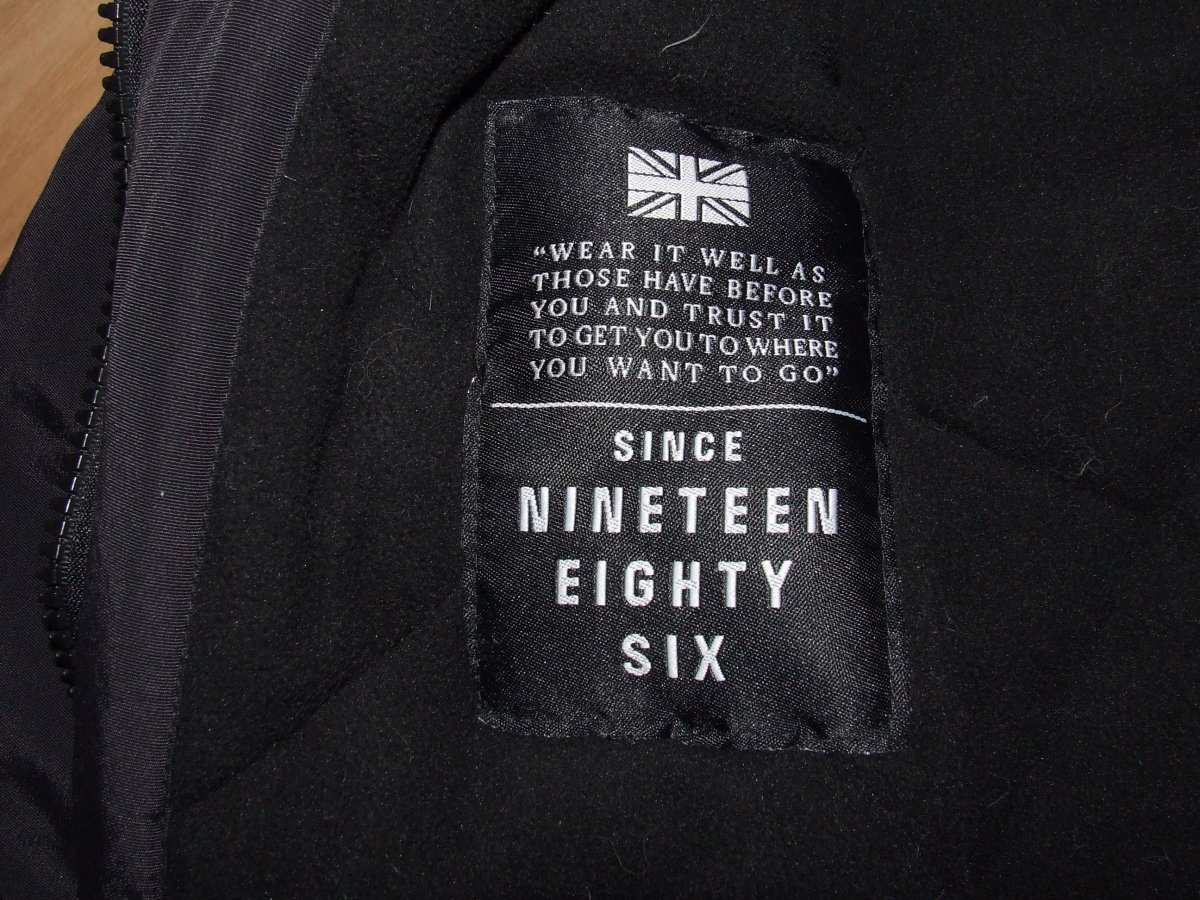 “WEAR IT WELL AS
THOSE HAVE BEFORE
YOU AND TRUST IT
TO GET YOU TO WHERE
YOU WANT TO GO”
SINCE
NINETEEN
EIGHTY
SIX